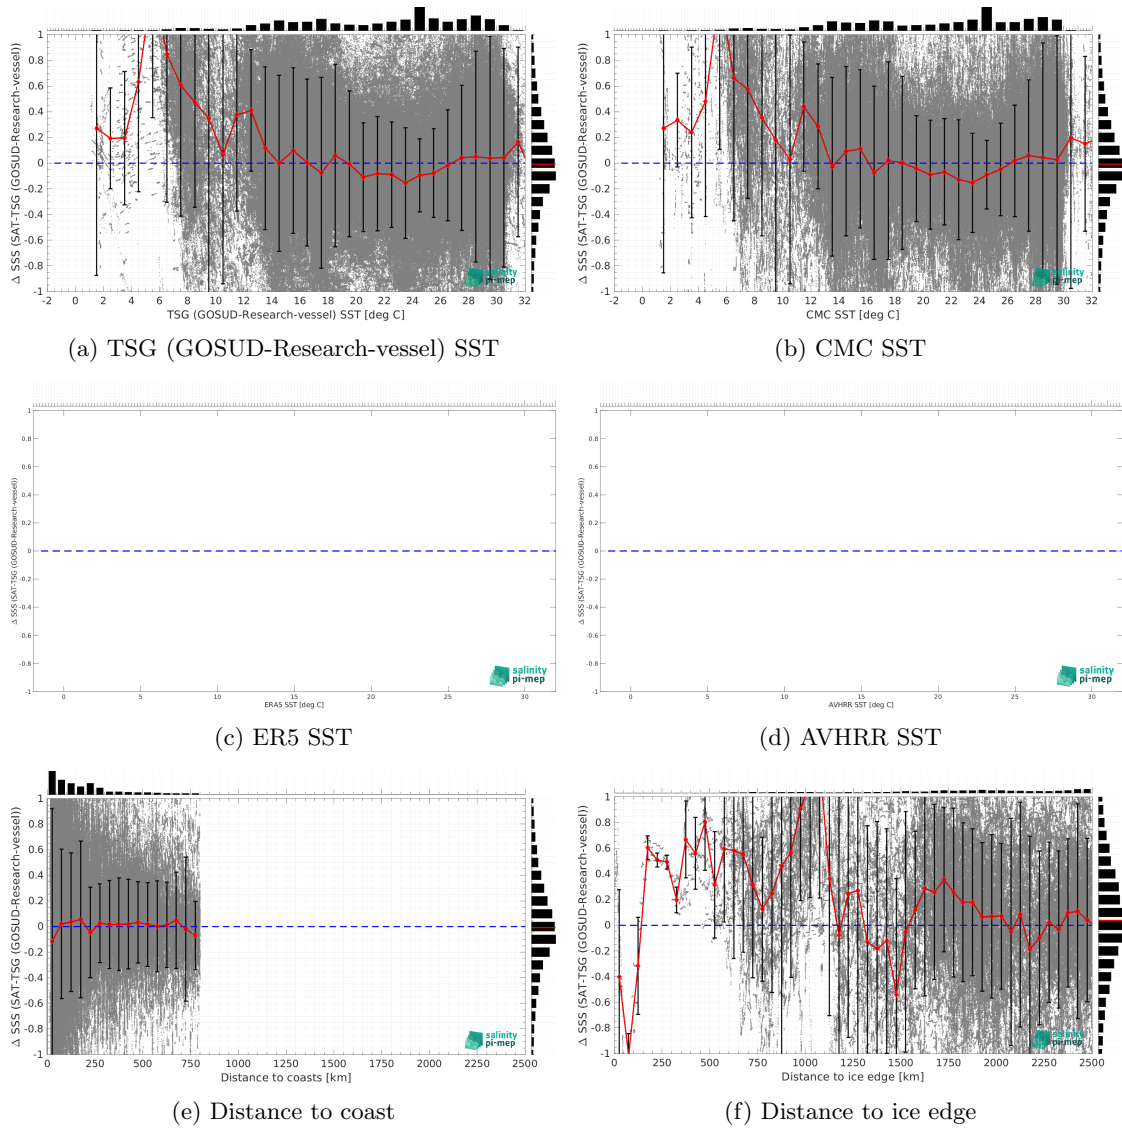 Δ SSS (SAT-TSG (GOSUD-Research-vessel))
1
0.8
0.6
0.4
0.2
0
-0.2
-0.4
-0.6
-0.8
-1
salinity
pi-mep
-2 0 2 4 6 8 10 12 14 16 18 20 22 24 26 28 30 32
TSG (GOSUD-Research-vessel) SST [deg C]
(a) TSG (GOSUD-Research-vessel) SST
Δ SSS (SAT-TSG (GOSUD-Research-vessel))
1
0.8
0.6
0.4
0.2
0
-0.2
-0.4
-0.6
-0.8
-1
salinity
pi-mep
-2 0 2 4 6 8 10 12 14 16 18 20 22 24 26 28 30 32
CMC SST [deg C]
(b) CMC SST
Δ SSS (SAT-TSG (GOSUD-Research-vessel))
1
0.8
0.6
0.4
0.2
0
-0.2
-0.4
-0.6
-0.8
-1
salinity
pi-mep
0 5 10 15 20 25 30
ERA5 SST [deg C]
(c) ER5 SST
Δ SSS (SAT-TSG (GOSUD-Research-vessel))
1
0.8
0.6
0.4
0.2
0
-0.2
-0.4
-0.6
-0.8
-1
salinity
pi-mep
0 5 10 15 20 25 30
AVHRR SST [deg C]
(d) AVHRR SST
Δ SSS (SAT-TSG (GOSUD-Research-vessel))
1
0.8
0.6
0.4
0.2
0
-0.2
-0.4
-0.6
-0.8
-1
salinity
pi-mep
0 250 500 750 1000 1250 1500 1750 2000 2250 2500
Distance to coasts [km]
(e) Distance to coast
Δ SSS (SAT-TSG (GOSUD-Research-vessel))
1
0.8
0.6
0.4
0.2
0
-0.2
-0.4
-0.6
-0.8
-1
salinity
pi-mep
0 250 500 750 1000 1250 1500 1750 2000 2250 2500
Distance to ice edge [km]
(f) Distance to ice edge